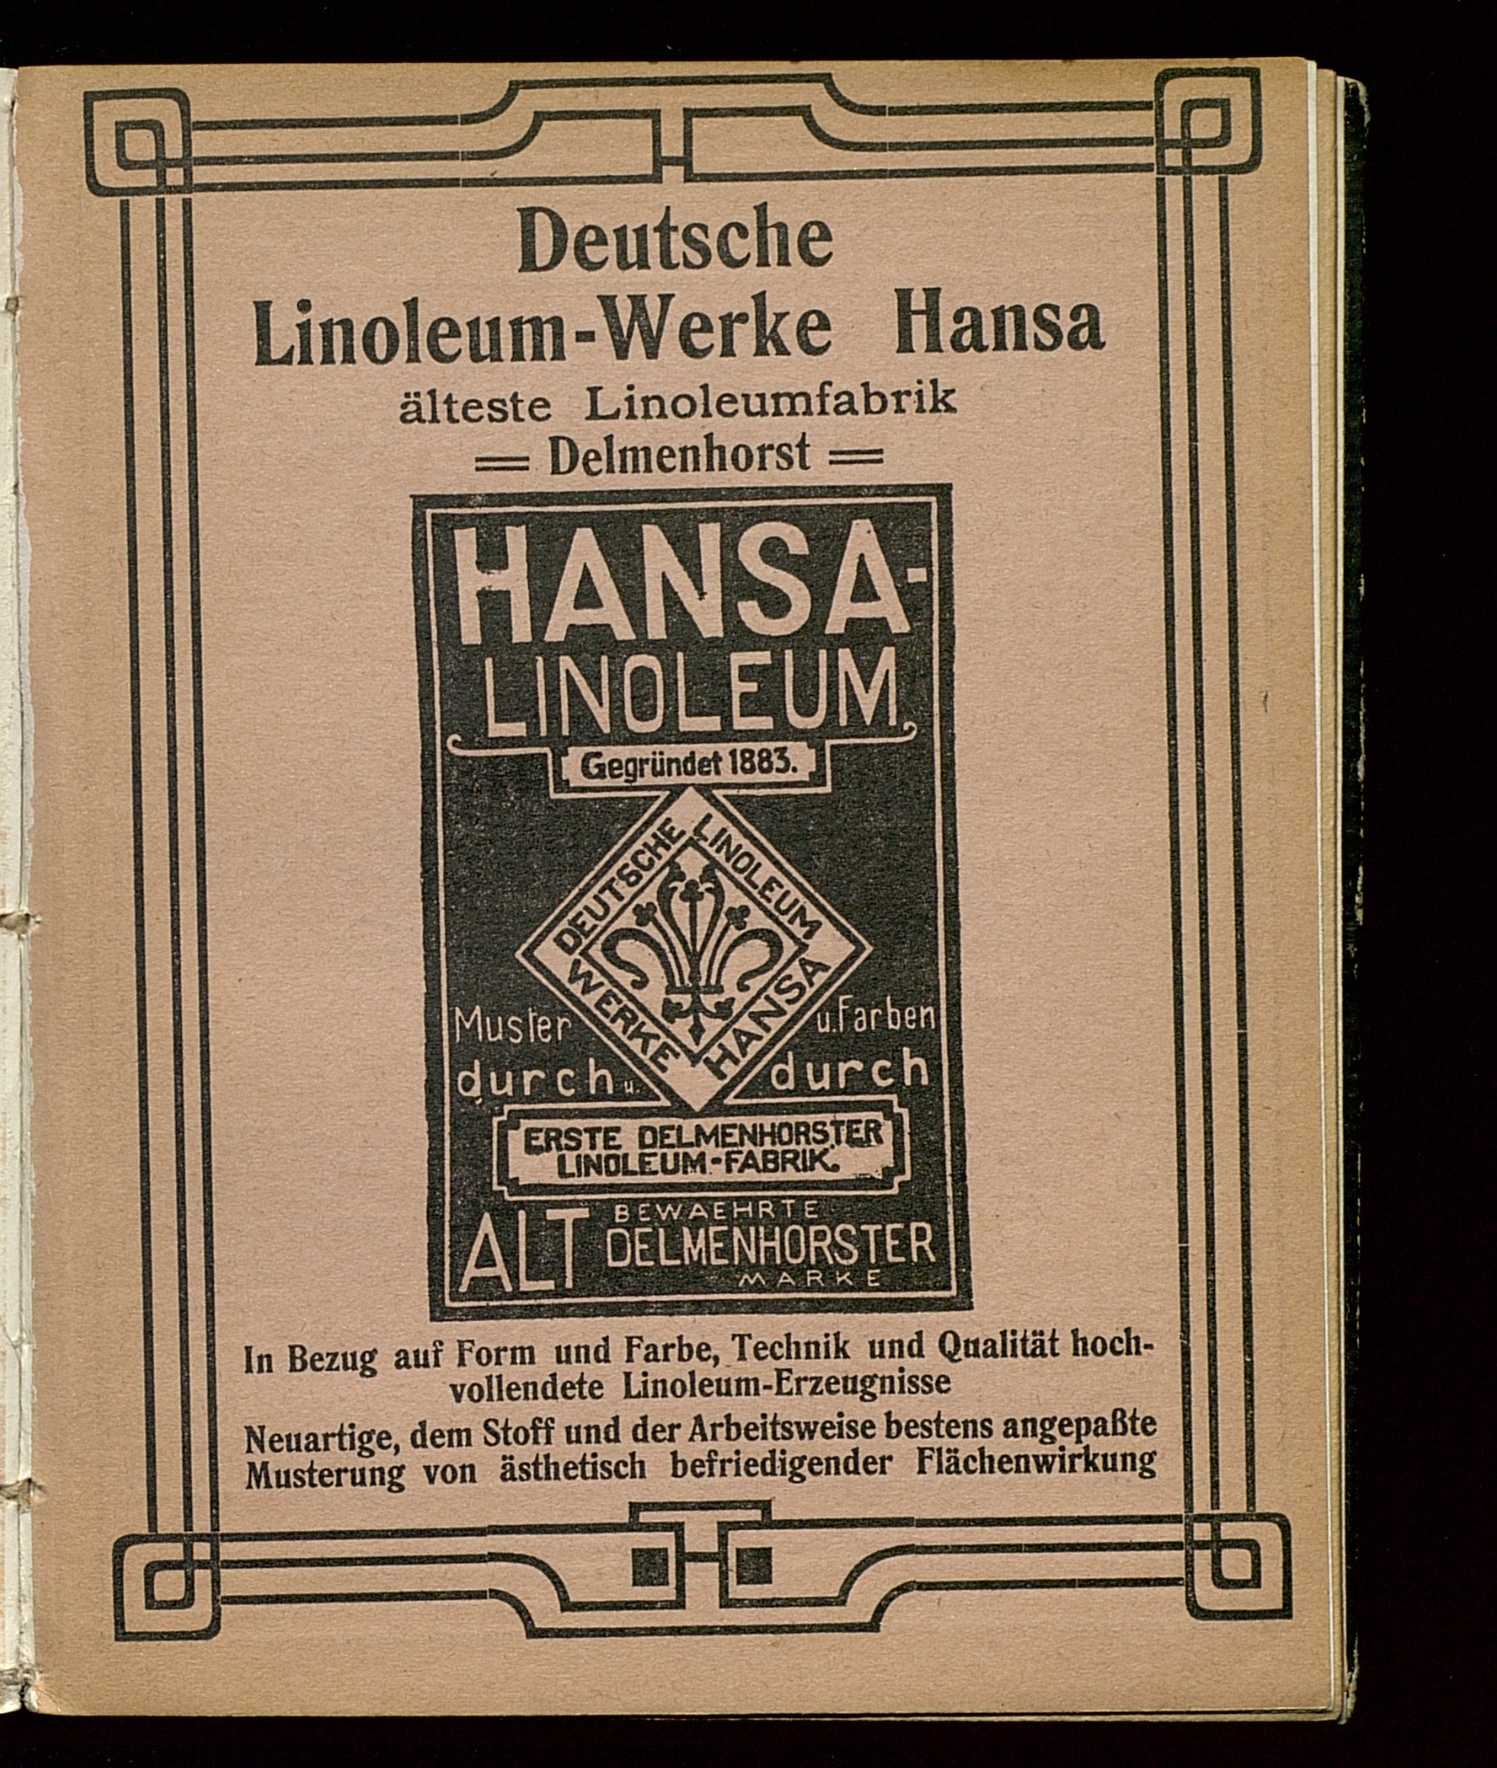 Deutsche
Linoleum-Werke Hansa
älteste Linoleumfabrik
= Delmenhorst =
HANSA-
LINOLEUM.
Gegründet 1883.
DEUTSCHE LINOLEUM
WERKE HANSA
Muster u. Farben
durch u. durch
ERSTE DELMENHORSTER
LINOLEUM-FABRIK.
ALT BEWAEHRTE
DELMENHORSTER
MARKE
In Bezug auf Form und Farbe, Technik und Qualität hoch-
vollendete Linoleum-Erzeugnisse
Neuartige, dem Stoff und der Arbeitsweise bestens angepaßte
Musterung von ästhetisch befriedigender Flächenwirkung